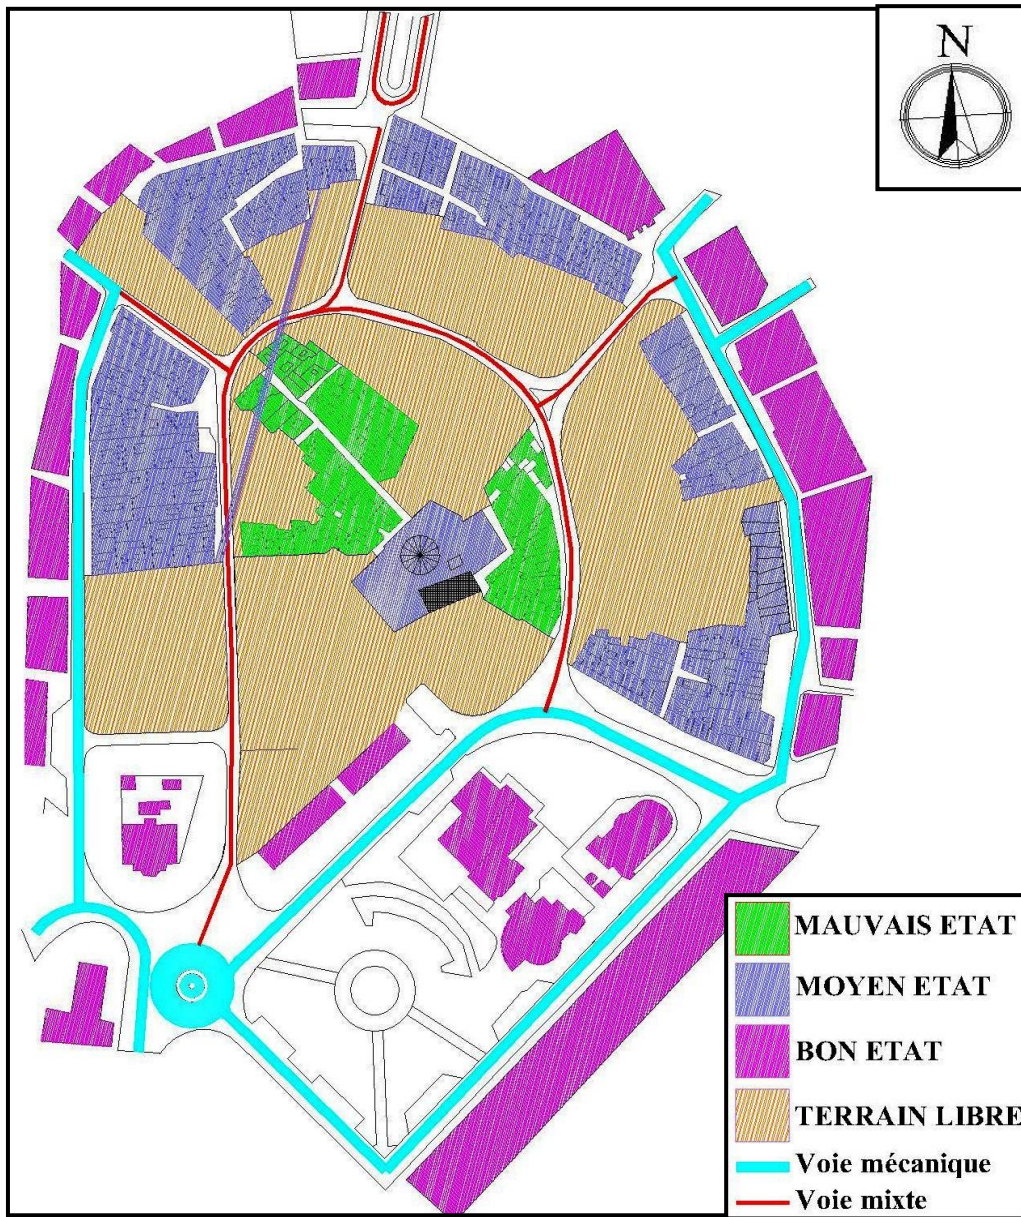 N
MAUVAIS ETAT
MOYEN ETAT
BON ETAT
TERRAIN LIBRE
Voie mécanique
Voie mixte